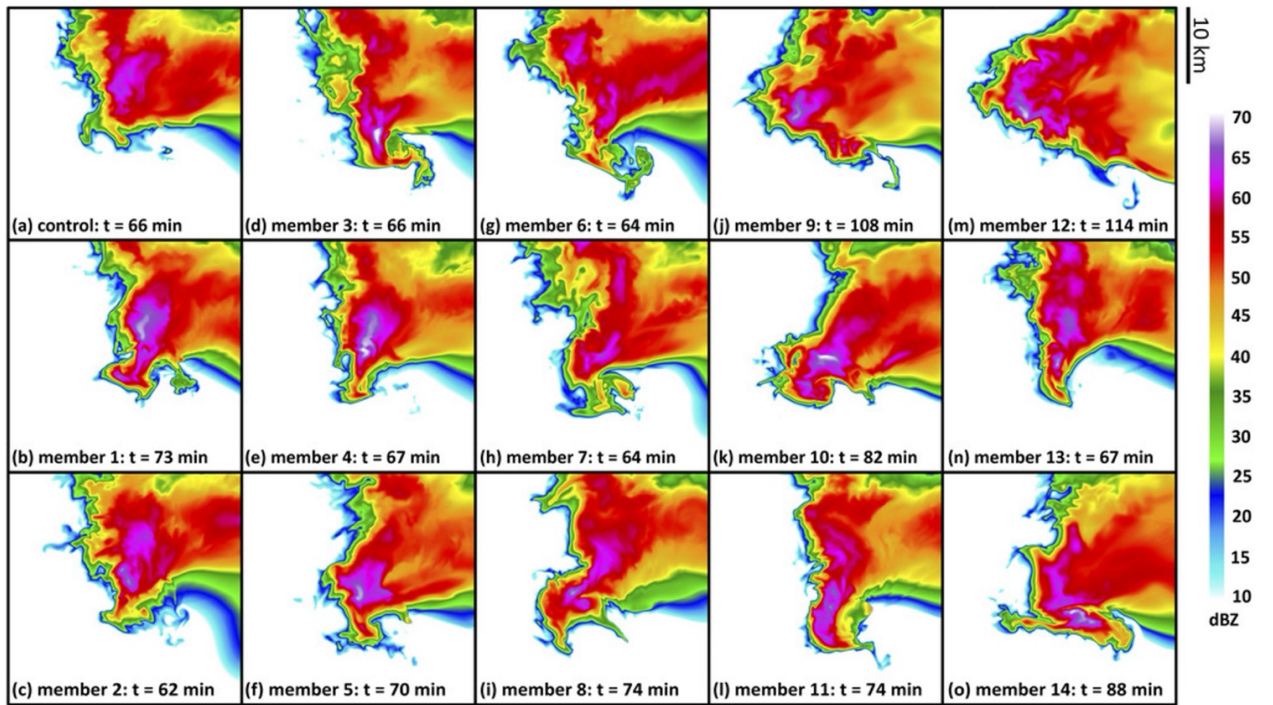 (a) control: t = 66 min
(d) member 3: t = 66 min
(g) member 6: t = 64 min
(j) member 9: t = 108 min
(m) member 12: t = 114 min
10 km
(b) member 1: t = 73 min
(e) member 4: t = 67 min
(h) member 7: t = 64 min
(k) member 10: t = 82 min
(n) member 13: t = 67 min
(c) member 2: t = 62 min
(f) member 5: t = 70 min
(i) member 8: t = 74 min
(l) member 11: t = 74 min
(o) member 14: t = 88 min
70
65
60
55
50
45
40
35
30
25
20
15
10
dBZ